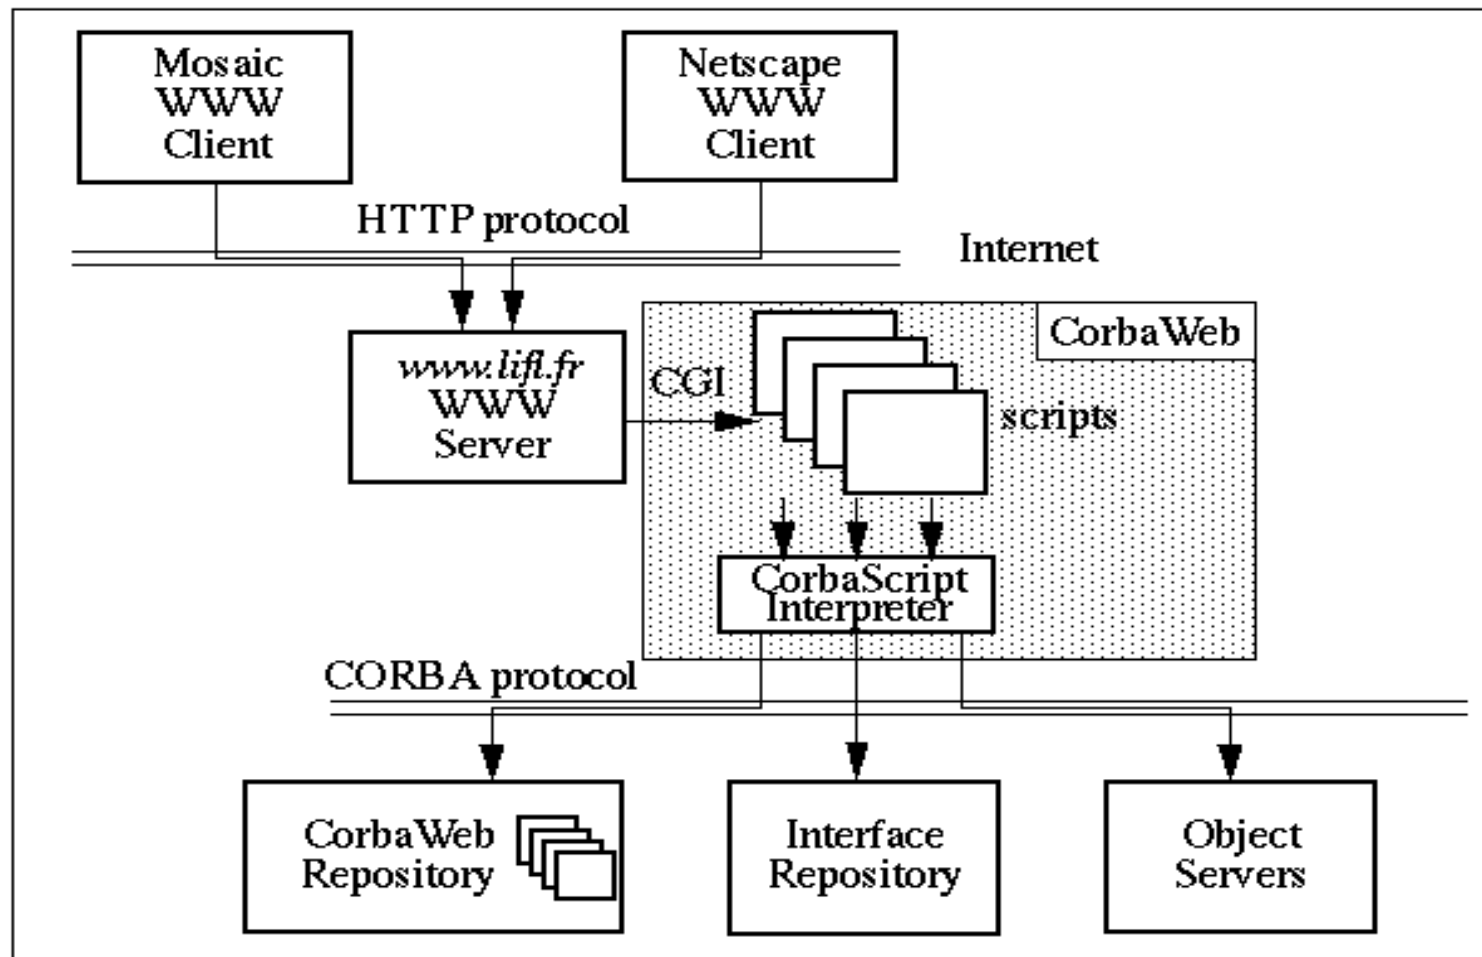 Mosaic
WWW
Client
Netscape
WWW
Client
HTTP protocol
Internet
www.lifl.fr
WWW
Server
CGI
CorbaWeb
scripts
CorbaScript
Interpreter
CORBA protocol
CorbaWeb
Repository
Interface
Repository
Object
Servers